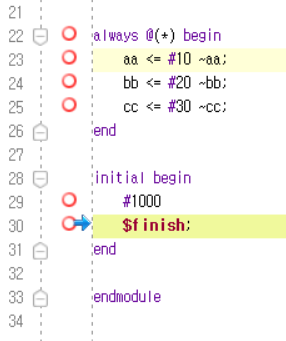 21
22 always @(*) begin
23 aa <= #10 ~aa;
24 bb <= #20 ~bb;
25 cc <= #30 ~cc;
26 end
27
28 initial begin
29 #1000
30 $finish;
31 end
32
33 endmodule
34